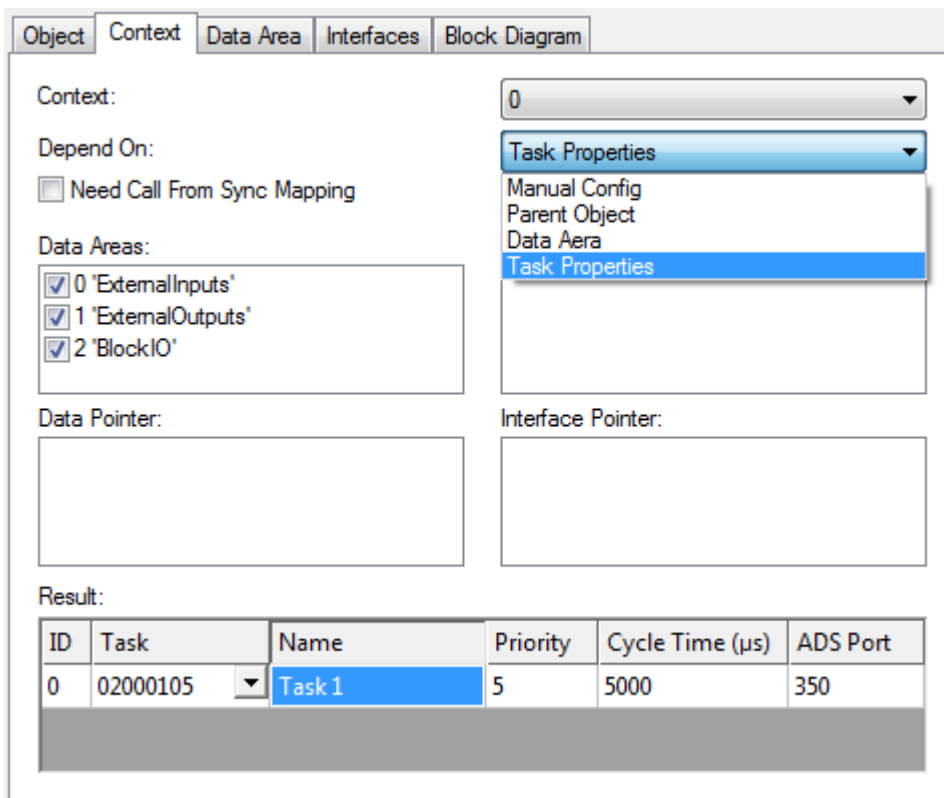 Object Context Data Area Interfaces Block Diagram
Context: 0
Depend On: Task Properties
Need Call From Sync Mapping
Manual Config
Parent Object
Data Aera
Task Properties
Data Areas:
0 'ExternalInputs'
1 'ExternalOutputs'
2 'BlockIO'
Data Pointer: Interface Pointer:
Result:
ID Task Name Priority Cycle Time (µs) ADS Port
0 02000105 Task 1 5 5000 350